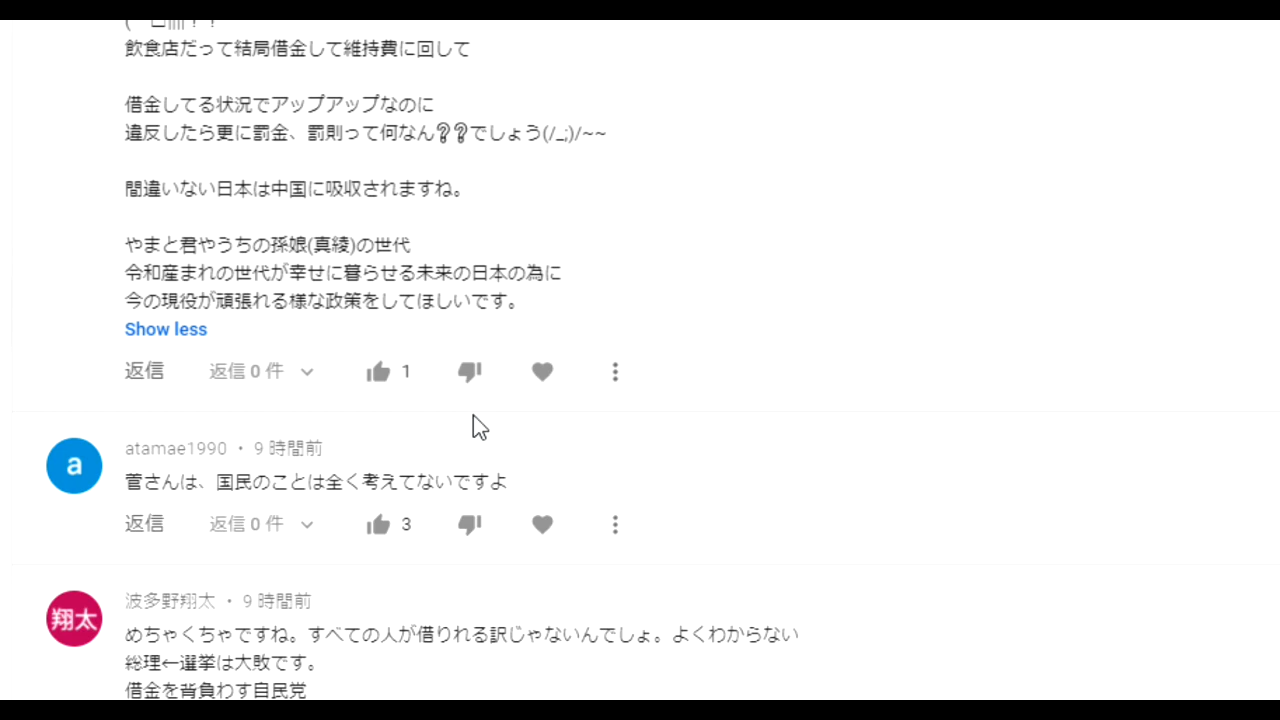 飲食店だって結局借金して維持費に回して
借金してる状況でアップアップなのに
違反したら更に罰金、罰則って何なん❔❔でしょう(/_;)/~~
間違いない日本は中国に吸収されますね。
やまと君やうちの孫娘(真綾)の世代
令和産まれの世代が幸せに暮らせる未来の日本の為に
今の現役が頑張れる様な政策をしてほしいです。
Show less
返信 返信 0 件 1
a
atamae1990 • 9 時間前
菅さんは、国民のことは全く考えてないですよ
返信 返信 0 件 3
翔太
波多野翔太 • 9 時間前
めちゃくちゃですね。すべての人が借りれる訳じゃないんでしょ。よくわからない
総理←選挙は大敗です。
借金を背負わす自民党